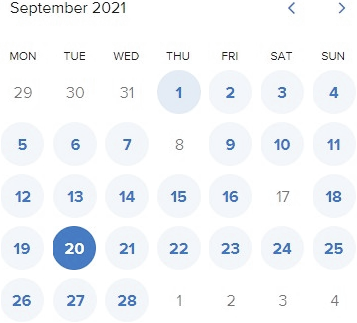 September 2021
MON TUE WED THU FRI SAT SUN
29 30 31 1 2 3 4
5 6 7 8 9 10 11
12 13 14 15 16 17 18
19 20 21 22 23 24 25
26 27 28 1 2 3 4